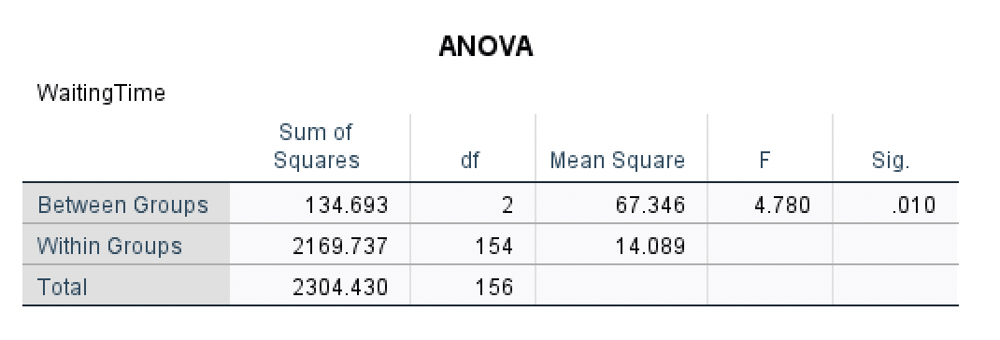 ANOVA
WaitingTime
Sum of
Squares df Mean Square F Sig.
Between Groups 134.693 2 67.346 4.780 .010
Within Groups 2169.737 154 14.089
Total 2304.430 156